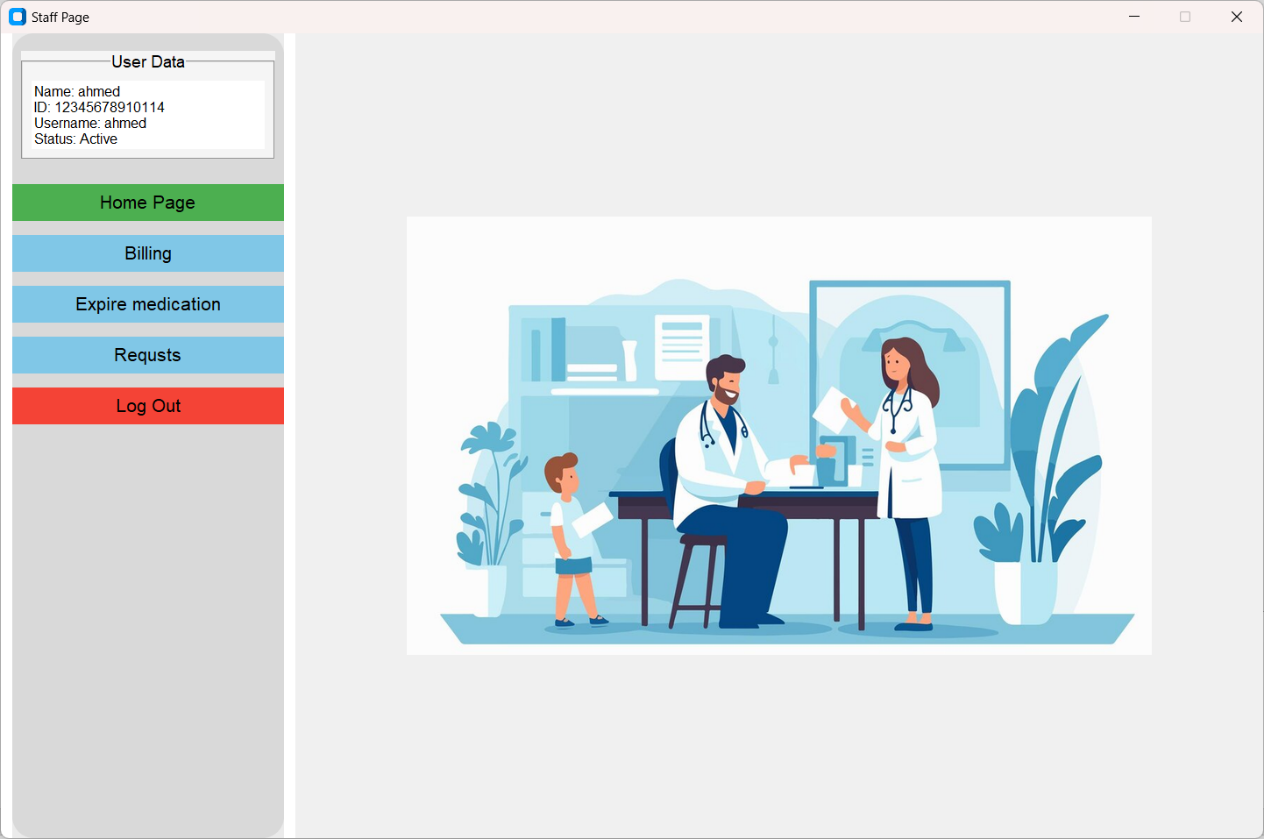 Staff Page
User Data
Name: ahmed
ID: 12345678910114
Username: ahmed
Status: Active
Home Page
Billing
Expire medication
Requsts
Log Out